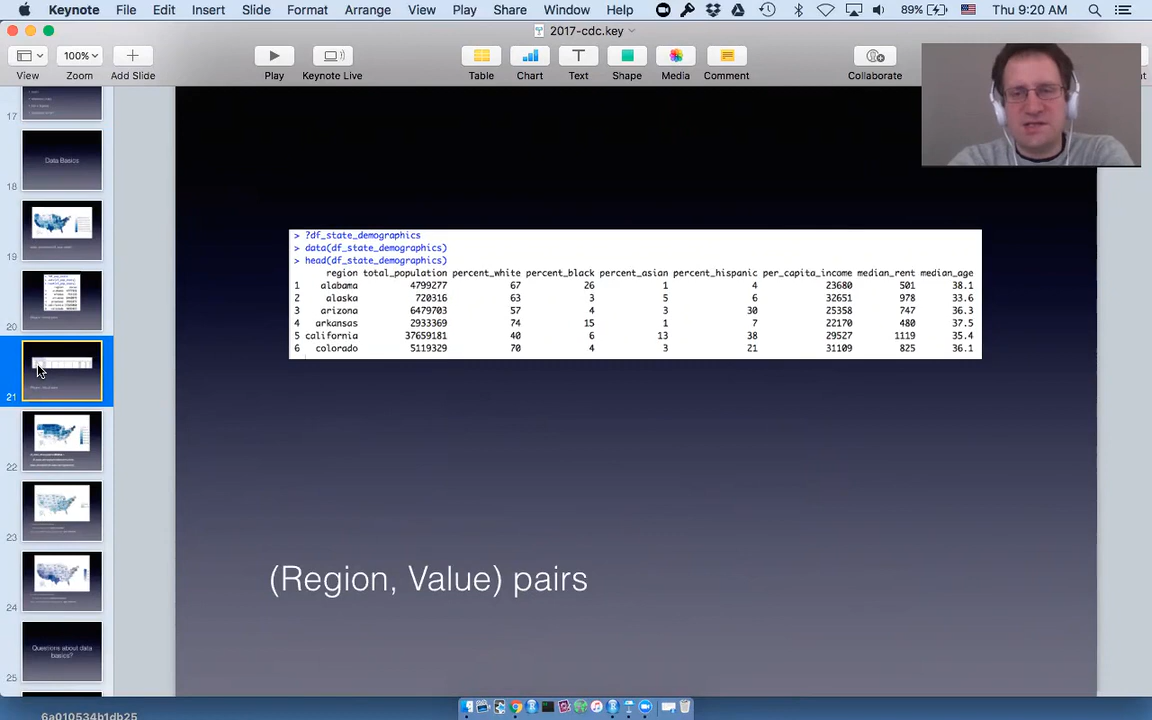 Keynote File Edit Insert Slide Format Arrange View Play Share Window Help 89% Thu 9:20 AM
2017-cdc.key
100%
View Zoom Add Slide Play Keynote Live Table Chart Text Shape Media Comment Collaborate
17
Data Basics
18
19
20
21
22
23
24
Questions about data
basics?
25
> ?df_state_demographics
> data(df_state_demographics)
> head(df_state_demographics)
region total_population percent_white percent_black percent_asian percent_hispanic per_capita_income median_rent median_age
1 alabama 4799277 67 26 1 4 23680 501 38.1
2 alaska 720316 63 3 5 6 32651 978 33.6
3 arizona 6479703 57 4 3 30 25358 747 36.3
4 arkansas 2933369 74 15 1 7 22170 480 37.5
5 california 37659181 40 6 13 38 29527 1119 35.4
6 colorado 5119329 70 4 3 21 31109 825 36.1
(Region, Value) pairs
6a010534b1db25